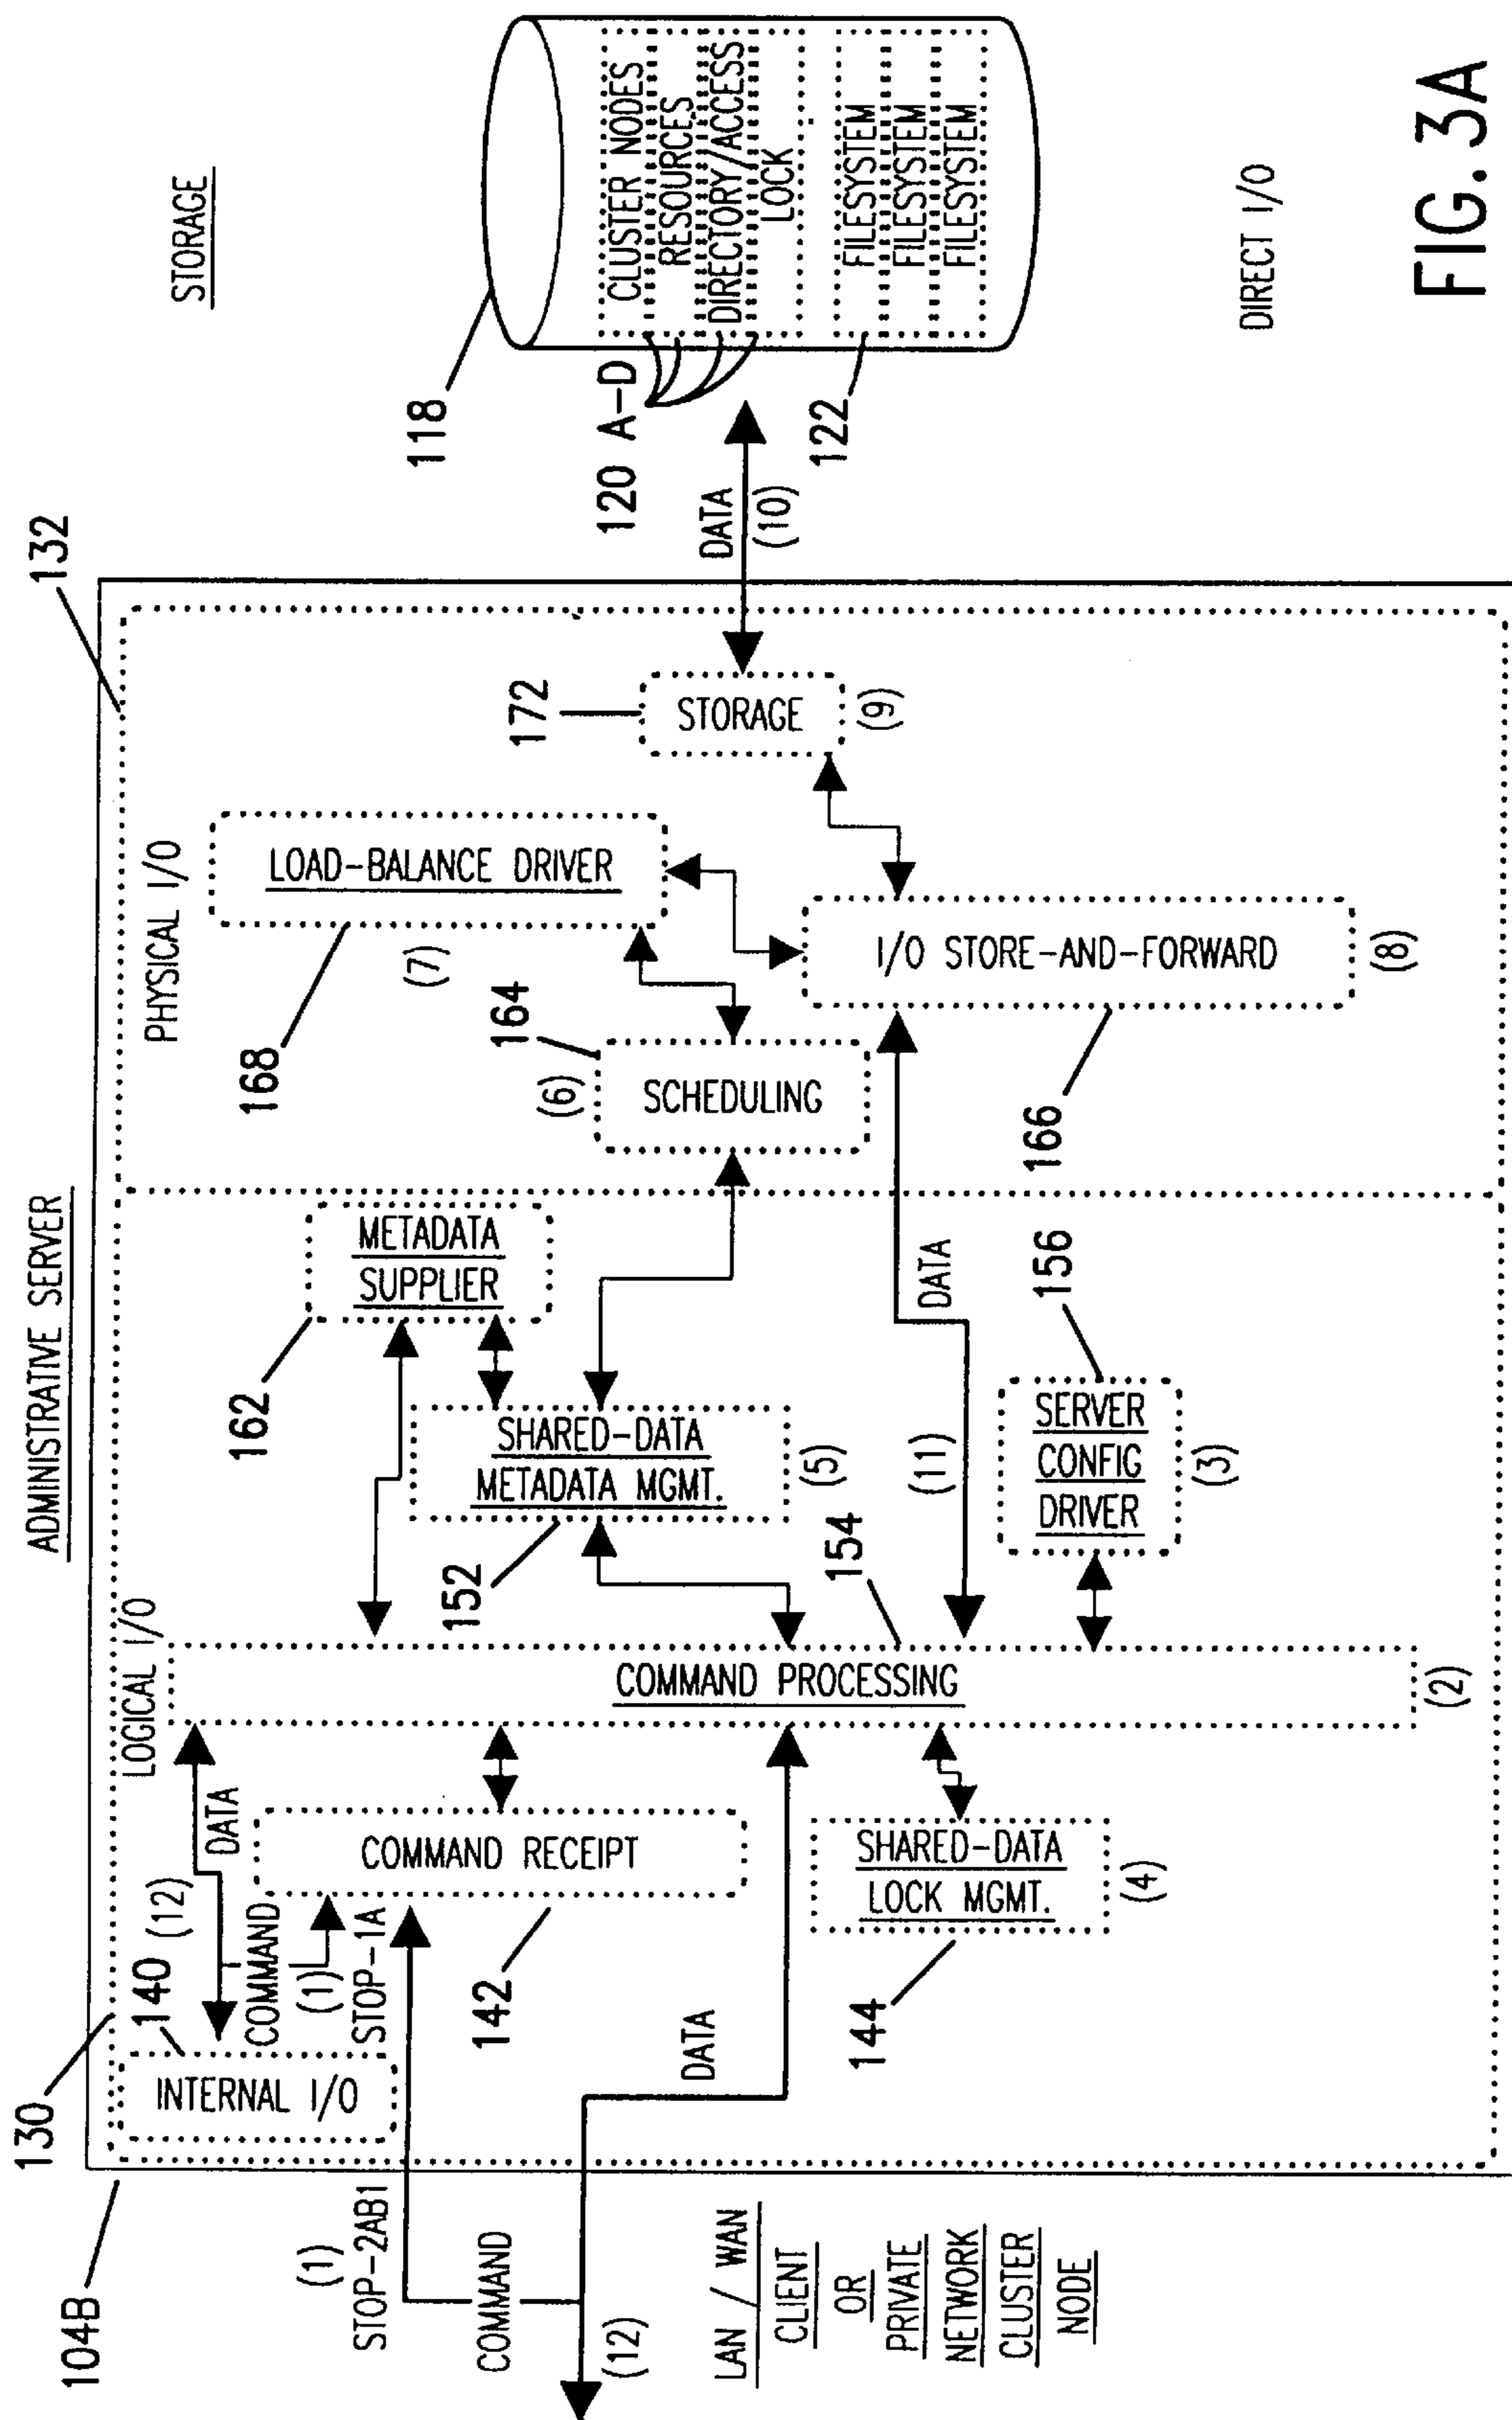 ADMINISTRATIVE SERVER
STORAGE
104B
130
132
LOGICAL I/O
PHYSICAL I/O
140
INTERNAL I/O
(12)
DATA
COMMAND
(1)
STOP-1A
(1)
STOP-2AB1
COMMAND
(12)
LAN / WAN
CLIENT
OR
PRIVATE
NETWORK
CLUSTER
NODE
COMMAND RECEIPT
142
DATA
SHARED-DATA
LOCK MGMT.
(4)
144
COMMAND PROCESSING
(2)
154
162
METADATA
SUPPLIER
SHARED-DATA
METADATA MGMT.
(5)
152
(11)
DATA
SERVER
CONFIG
DRIVER
(3)
156
168
LOAD-BALANCE DRIVER
(7)
164
(6)
SCHEDULING
I/O STORE-AND-FORWARD
(8)
166
172
STORAGE
(9)
DATA
(10)
118
120 A-D
CLUSTER NODES
RESOURCES
DIRECTORY/ACCESS
LOCK
122
FILESYSTEM
FILESYSTEM
FILESYSTEM
DIRECT I/O
FIG. 3A